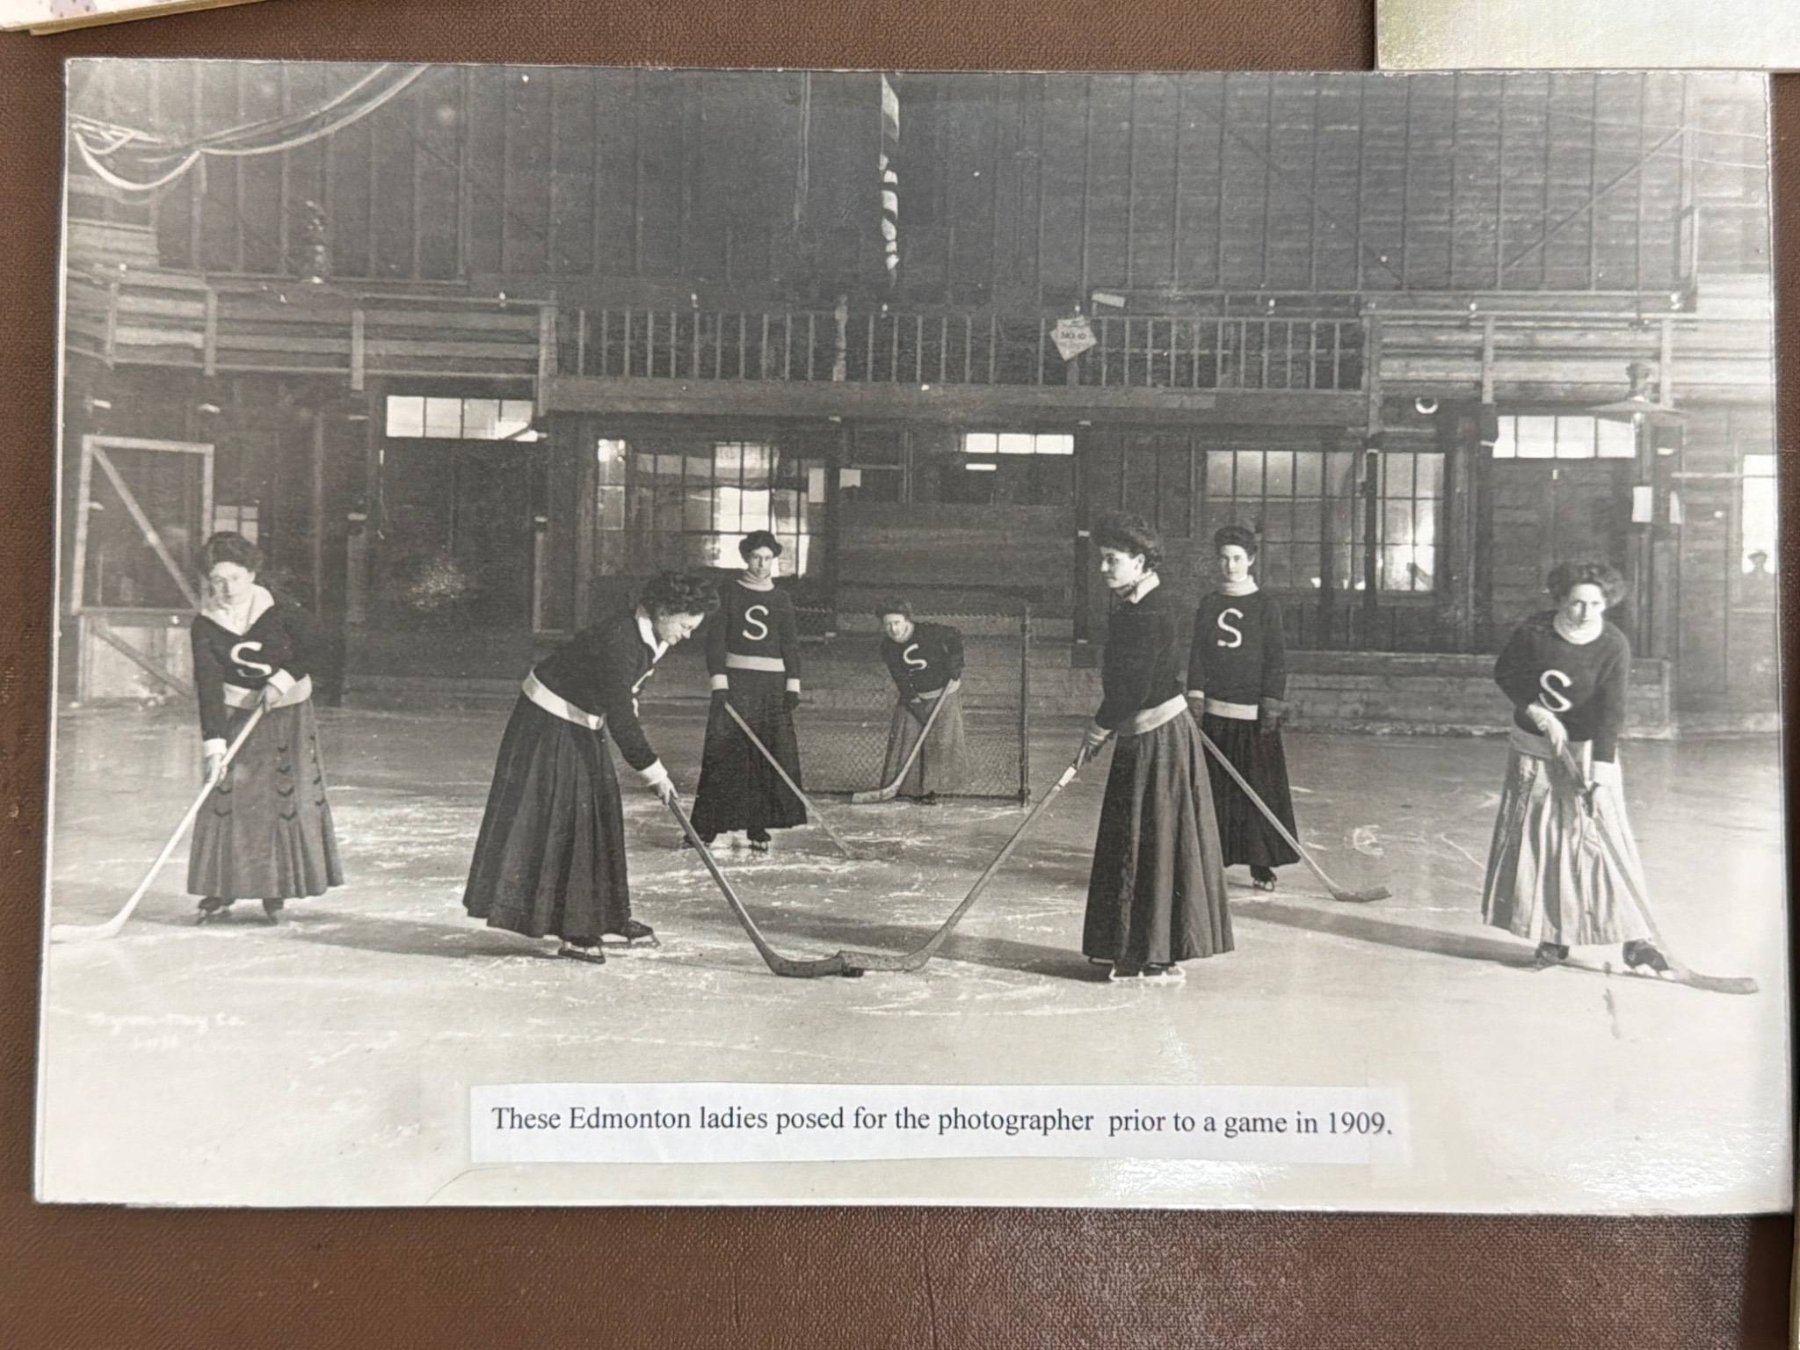 S
S
S
S
S
These Edmonton ladies posed for the photographer prior to a game in 1909.